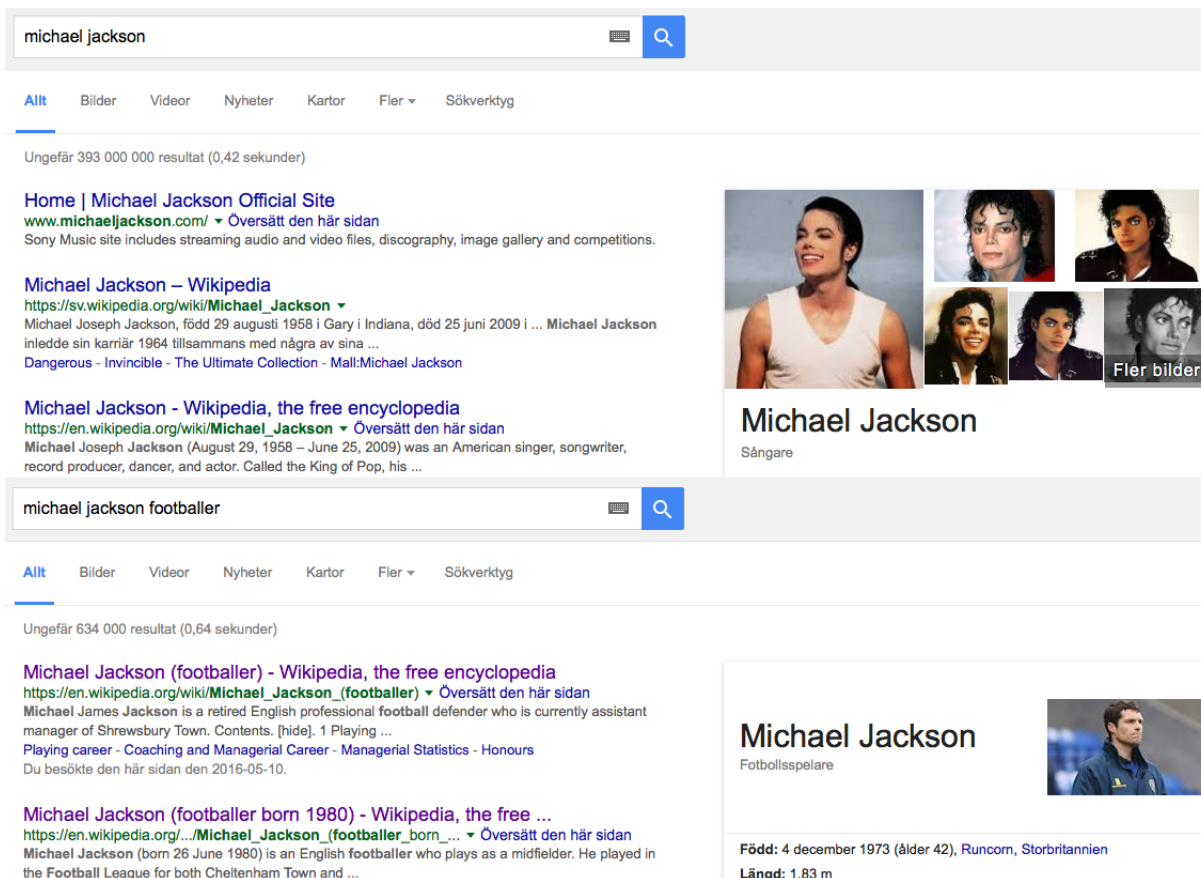 michael jackson
Allt Bilder Videor Nyheter Kartor Fler Sökverktyg
Ungefär 393 000 000 resultat (0,42 sekunder)
Home | Michael Jackson Official Site
www.michaeljackson.com/ Översätt den här sidan
Sony Music site includes streaming audio and video files, discography, image gallery and competitions.
Michael Jackson – Wikipedia
https://sv.wikipedia.org/wiki/Michael_Jackson
Michael Joseph Jackson, född 29 augusti 1958 i Gary i Indiana, död 25 juni 2009 i ... Michael Jackson
inledde sin karriär 1964 tillsammans med några av sina ...
Dangerous - Invincible - The Ultimate Collection - Mall:Michael Jackson
Michael Jackson - Wikipedia, the free encyclopedia
https://en.wikipedia.org/wiki/Michael_Jackson Översätt den här sidan
Michael Joseph Jackson (August 29, 1958 – June 25, 2009) was an American singer, songwriter,
record producer, dancer, and actor. Called the King of Pop, his ...
Fler bilder
Michael Jackson
Sångare
michael jackson footballer
Allt Bilder Videor Nyheter Kartor Fler Sökverktyg
Ungefär 634 000 resultat (0,64 sekunder)
Michael Jackson (footballer) - Wikipedia, the free encyclopedia
https://en.wikipedia.org/wiki/Michael_Jackson_(footballer) Översätt den här sidan
Michael James Jackson is a retired English professional football defender who is currently assistant
manager of Shrewsbury Town. Contents. [hide]. 1 Playing ...
Playing career - Coaching and Managerial Career - Managerial Statistics - Honours
Du besökte den här sidan den 2016-05-10.
Michael Jackson (footballer born 1980) - Wikipedia, the free ...
https://en.wikipedia.org/.../Michael_Jackson_(footballer_born_... Översätt den här sidan
Michael Jackson (born 26 June 1980) is an English footballer who plays as a midfielder. He played in
the Football League for both Cheltenham Town and ...
Michael Jackson
Fotbollsspelare
Född: 4 december 1973 (ålder 42), Runcorn, Storbritannien
Längd: 1,83 m